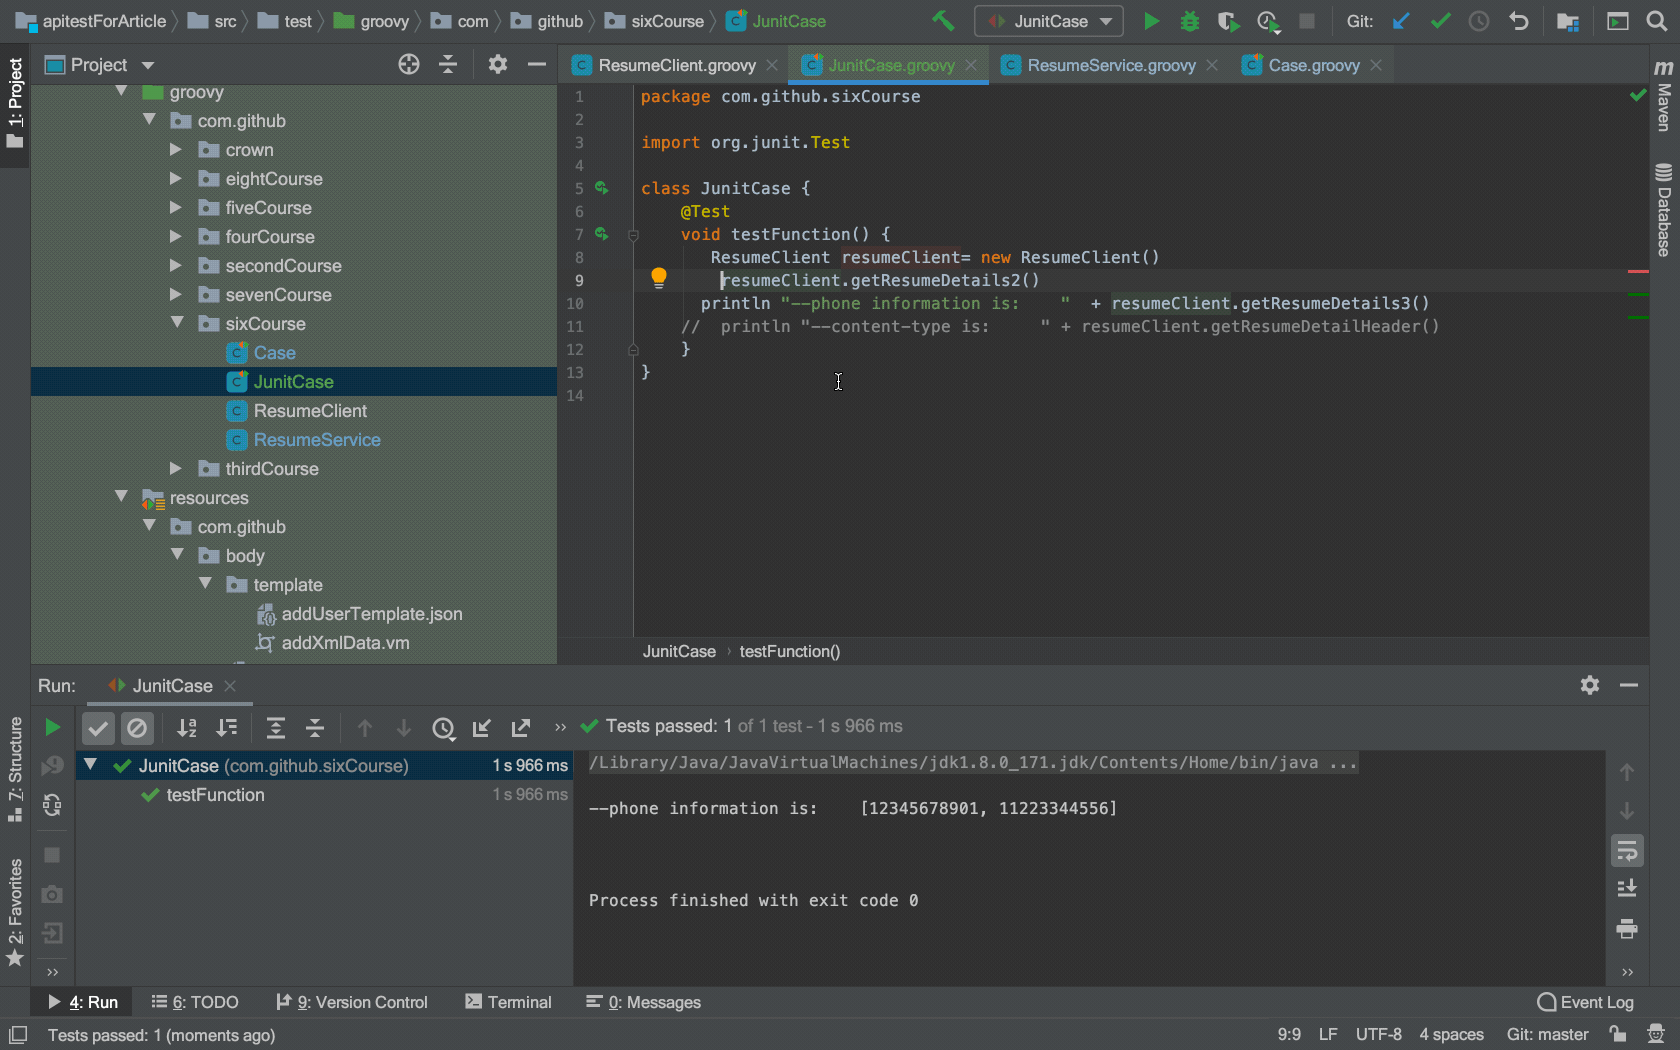 apitestForArticle src test groovy com github sixCourse JunitCase JunitCase Git:
1: Project
Project
groovy
com.github
crown
eightCourse
fiveCourse
fourCourse
secondCourse
sevenCourse
sixCourse
Case
JunitCase
ResumeClient
ResumeService
thirdCourse
resources
com.github
body
template
addUserTemplate.json
addXmlData.vm
ResumeClient.groovy JunitCase.groovy ResumeService.groovy Case.groovy
1 package com.github.sixCourse
2
3 import org.junit.Test
4
5 class JunitCase {
6 @Test
7 void testFunction() {
8 ResumeClient resumeClient= new ResumeClient()
9 resumeClient.getResumeDetails2()
10 println "--phone information is:    " + resumeClient.getResumeDetails3()
11 // println "--content-type is:     " + resumeClient.getResumeDetailHeader()
12 }
13 }
14
JunitCase › testFunction()
m Maven
Database
Run: JunitCase
Tests passed: 1 of 1 test - 1 s 966 ms
JunitCase (com.github.sixCourse) 1 s 966 ms
testFunction 1 s 966 ms
/Library/Java/JavaVirtualMachines/jdk1.8.0_171.jdk/Contents/Home/bin/java ...
--phone information is:    [12345678901, 11223344556]
Process finished with exit code 0
7: Structure
2: Favorites
4: Run 6: TODO 9: Version Control Terminal 0: Messages Event Log
Tests passed: 1 (moments ago) 9:9 LF UTF-8 4 spaces Git: master